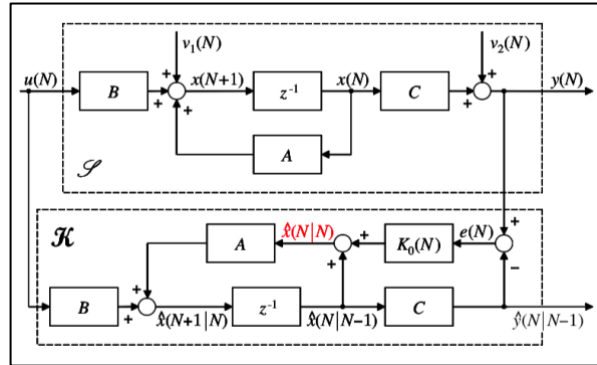 v₁(N)
v₂(N)
u(N)
B
+
+
+
x(N+1)
z⁻¹
x(N)
C
+
+
y(N)
A
𝒮
𝒦
A
x̂(N|N)
+
+
K₀(N)
e(N)
+
−
B
+
+
x̂(N+1|N)
z⁻¹
x̂(N|N−1)
C
ŷ(N|N−1)